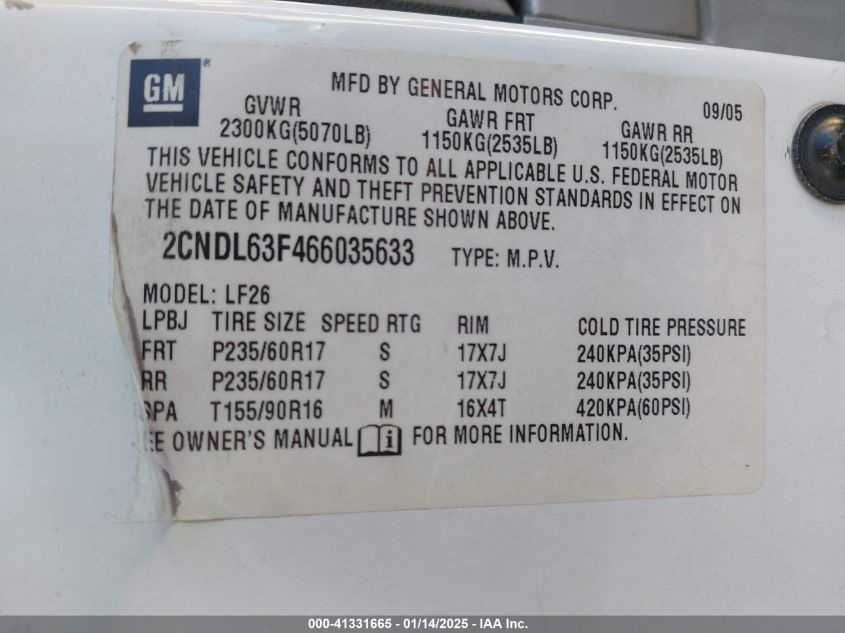 GM ®
MFD BY GENERAL MOTORS CORP. 09/05
GVWR GAWR FRT GAWR RR
2300KG(5070LB) 1150KG(2535LB) 1150KG(2535LB)
THIS VEHICLE CONFORMS TO ALL APPLICABLE U.S. FEDERAL MOTOR
VEHICLE SAFETY AND THEFT PREVENTION STANDARDS IN EFFECT ON
THE DATE OF MANUFACTURE SHOWN ABOVE.
2CNDL63F466035633 TYPE: M.P.V.
MODEL: LF26
LPBJ TIRE SIZE SPEED RTG RIM COLD TIRE PRESSURE
FRT P235/60R17 S 17X7J 240KPA(35PSI)
RR P235/60R17 S 17X7J 240KPA(35PSI)
SPA T155/90R16 M 16X4T 420KPA(60PSI)
EE OWNER'S MANUAL i FOR MORE INFORMATION.
000-41331665 - 01/14/2025 - IAA Inc.